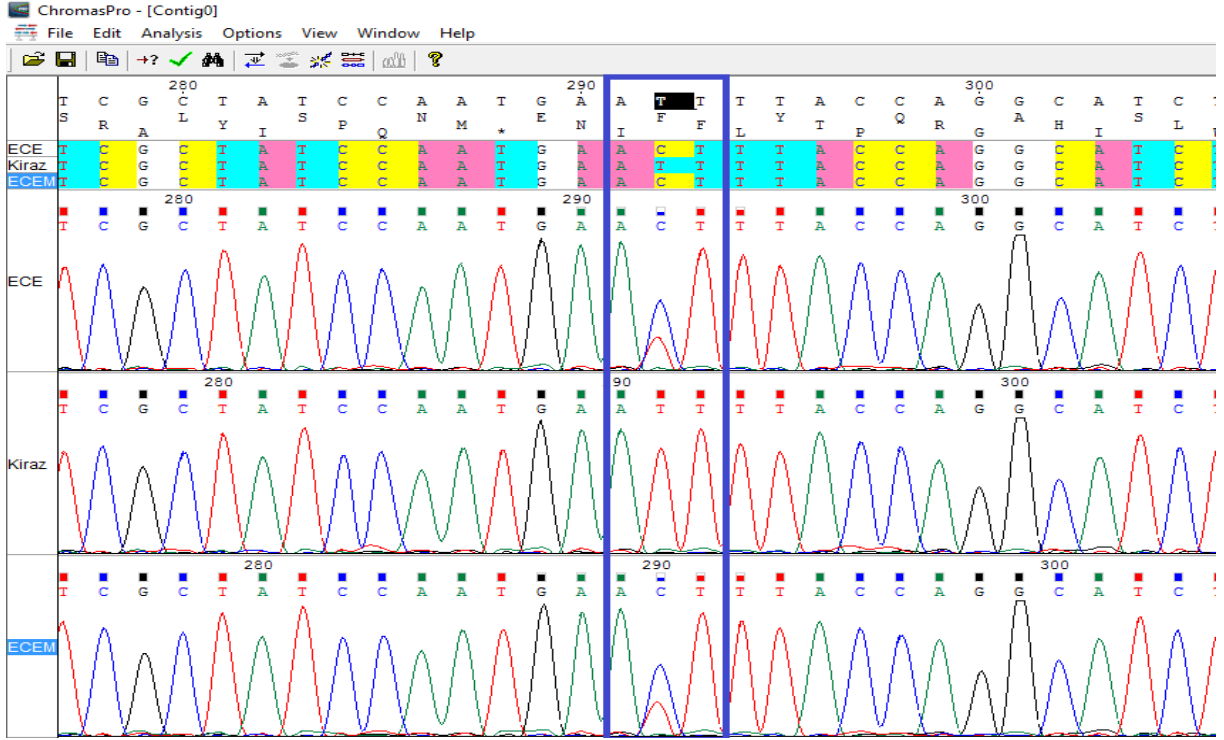 ChromasPro - [Contig0]
File Edit Analysis Options View Window Help
280 290 300
T C G C T A T C C A A T G A A T T T T A C C A G G C A T C T
S L S N E F Y Q A S
R Y P M N F T R H L
A I Q * I L P G I
ECE T C G C T A T C C A A T G A A C T T T A C C A G G C A T C T
Kiraz T C G C T A T C C A A T G A A T T T T A C C A G G C A T C T
ECEM T C G C T A T C C A A T G A A C T T T A C C A G G C A T C T
280 290 300
T C G C T A T C C A A T G A A C T T T A C C A G G C A T C T
ECE
280 290 300
T C G C T A T C C A A T G A A T T T T A C C A G G C A T C T
Kiraz
280 290 300
T C G C T A T C C A A T G A A C T T T A C C A G G C A T C T
ECEM